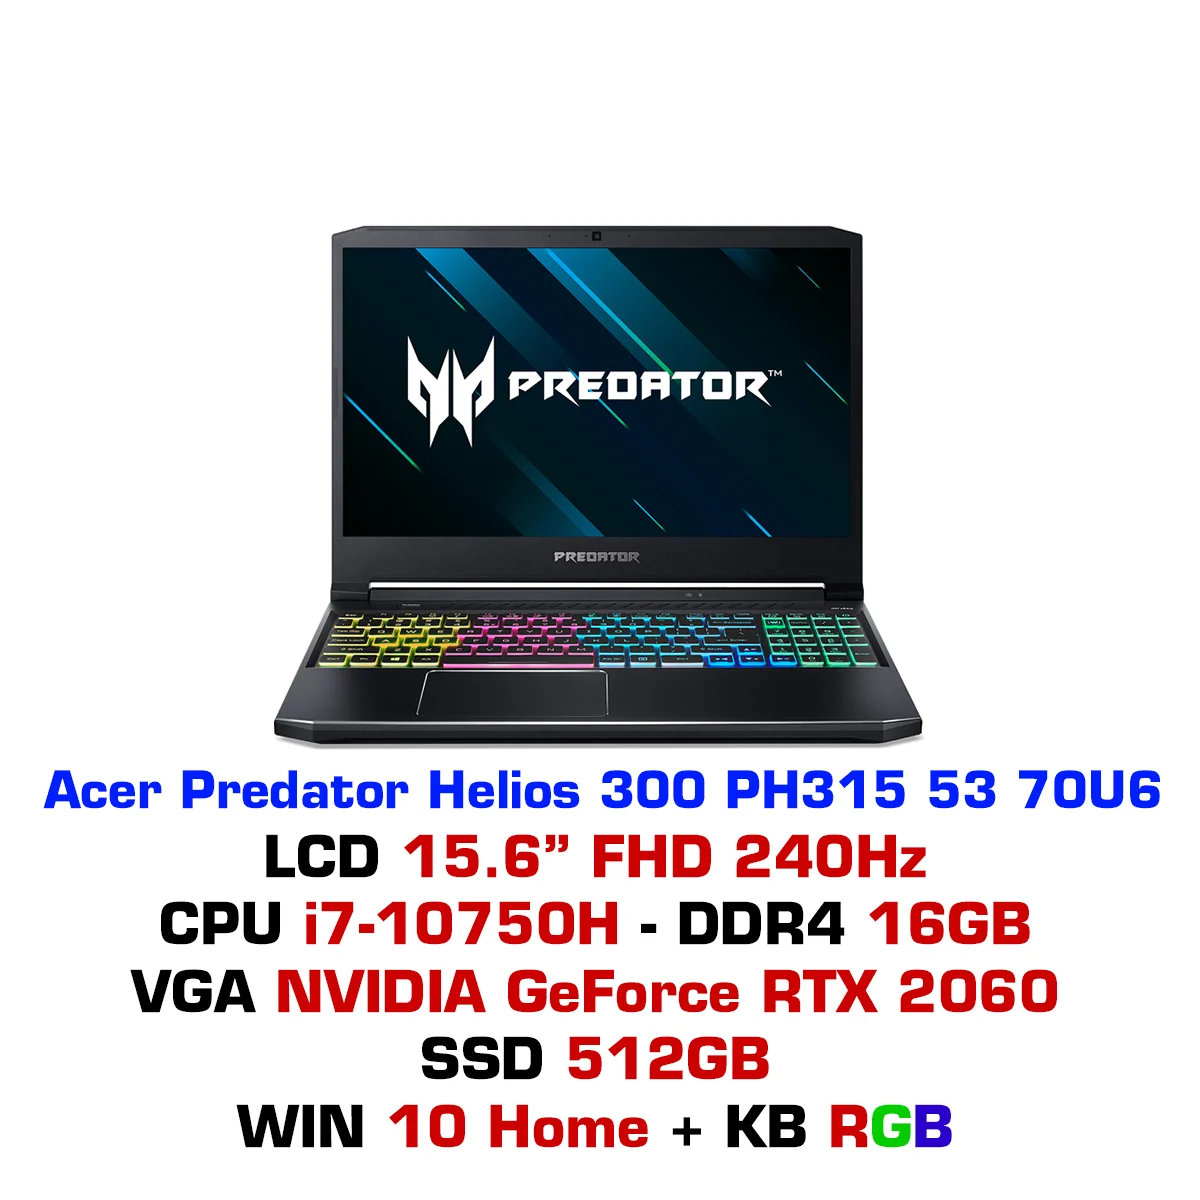 PREDATOR™
PREDATOR
Acer Predator Helios 300 PH315 53 70U6
LCD 15.6” FHD 240Hz
CPU i7-10750H - DDR4 16GB
VGA NVIDIA GeForce RTX 2060
SSD 512GB
WIN 10 Home + KB RGB